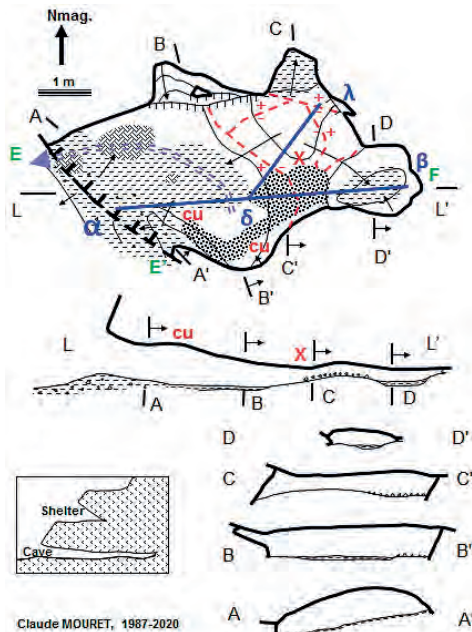 Nmag.
1 m
B
C
λ
A
D
E
X
β
F
L
L'
α
δ
cu
cu
E'
A'
B'
C'
D'
L
cu
X
L'
A
B
C
D
D
D'
C
C'
Shelter
Cave
B
B'
A
A'
Claude MOURET, 1987-2020